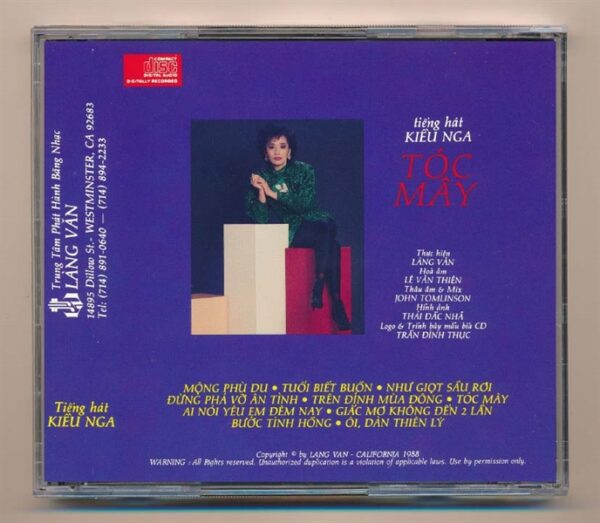 COMPACT
disc
DIGITAL AUDIO
DIGITALLY RECORDED
Trung Tâm Phát Hành Băng Nhạc
LÀNG VĂN
14895 Dillow St.- WESTMINSTER, CA 92683
Tel: (714) 891-0640 — (714) 894-2233
Tiếng hát
KIỀU NGA
tiếng hát
KIỀU NGA
TÓC
MÂY
Thực hiện
LÀNG VĂN
Hoà âm
LÊ VĂN THIỆN
Thâu âm & Mix
JOHN TOMLINSON
Hình ảnh
THÁI ĐẮC NHÃ
Logo & Trình bày mẫu bìa CD
TRẦN ĐÌNH THỤC
MỘNG PHÙ DU • TUỔI BIẾT BUỒN • NHƯ GIỌT SẦU RƠI
ĐỪNG PHÁ VỠ ÂN TÌNH • TRÊN ĐỈNH MÙA ĐÔNG • TÓC MÂY
AI NÓI YÊU EM ĐÊM NAY • GIẤC MƠ KHÔNG ĐẾN 2 LẦN
BƯỚC TÌNH HỒNG • ÔI, DÀN THIÊN LÝ
Copyright © by LANG VAN - CALIFORNIA 1988
WARNING : All Rights reserved. Unauthorized duplication is a violation of applicable laws. Use by permission only.